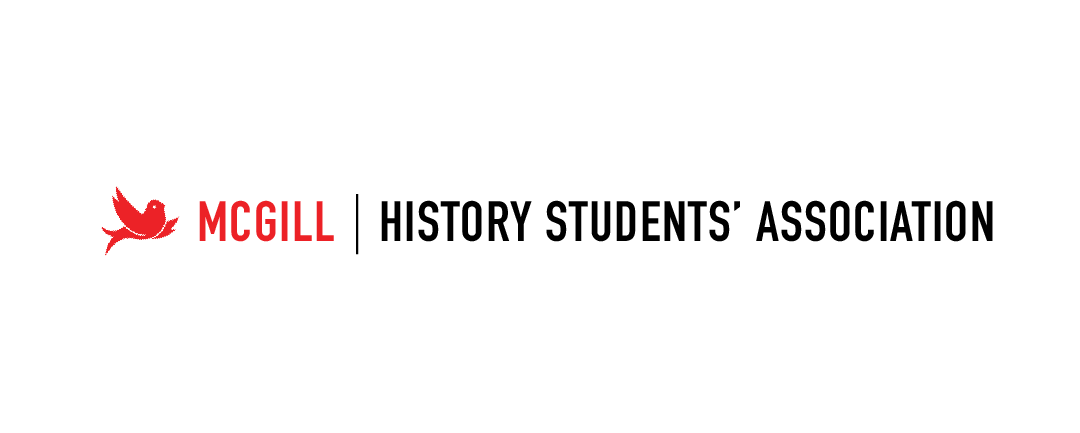 MCGILL | HISTORY STUDENTS’ ASSOCIATION